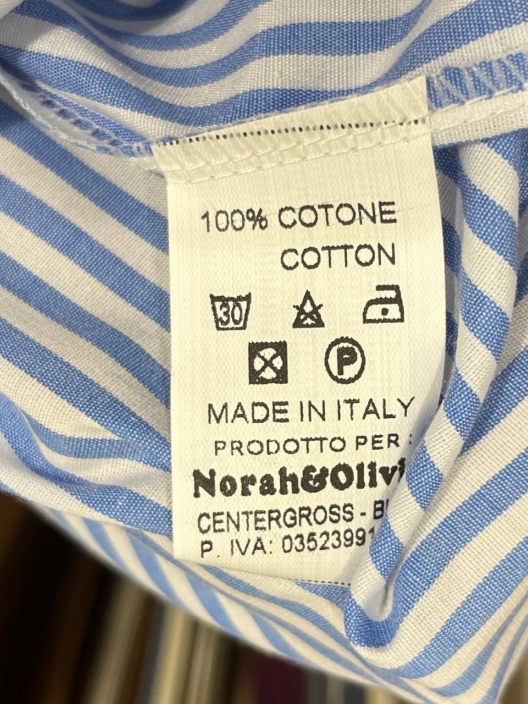 100% COTONE
COTTON
30
P
MADE IN ITALY
PRODOTTO PER :
CENTERGROSS -
P. IVA: